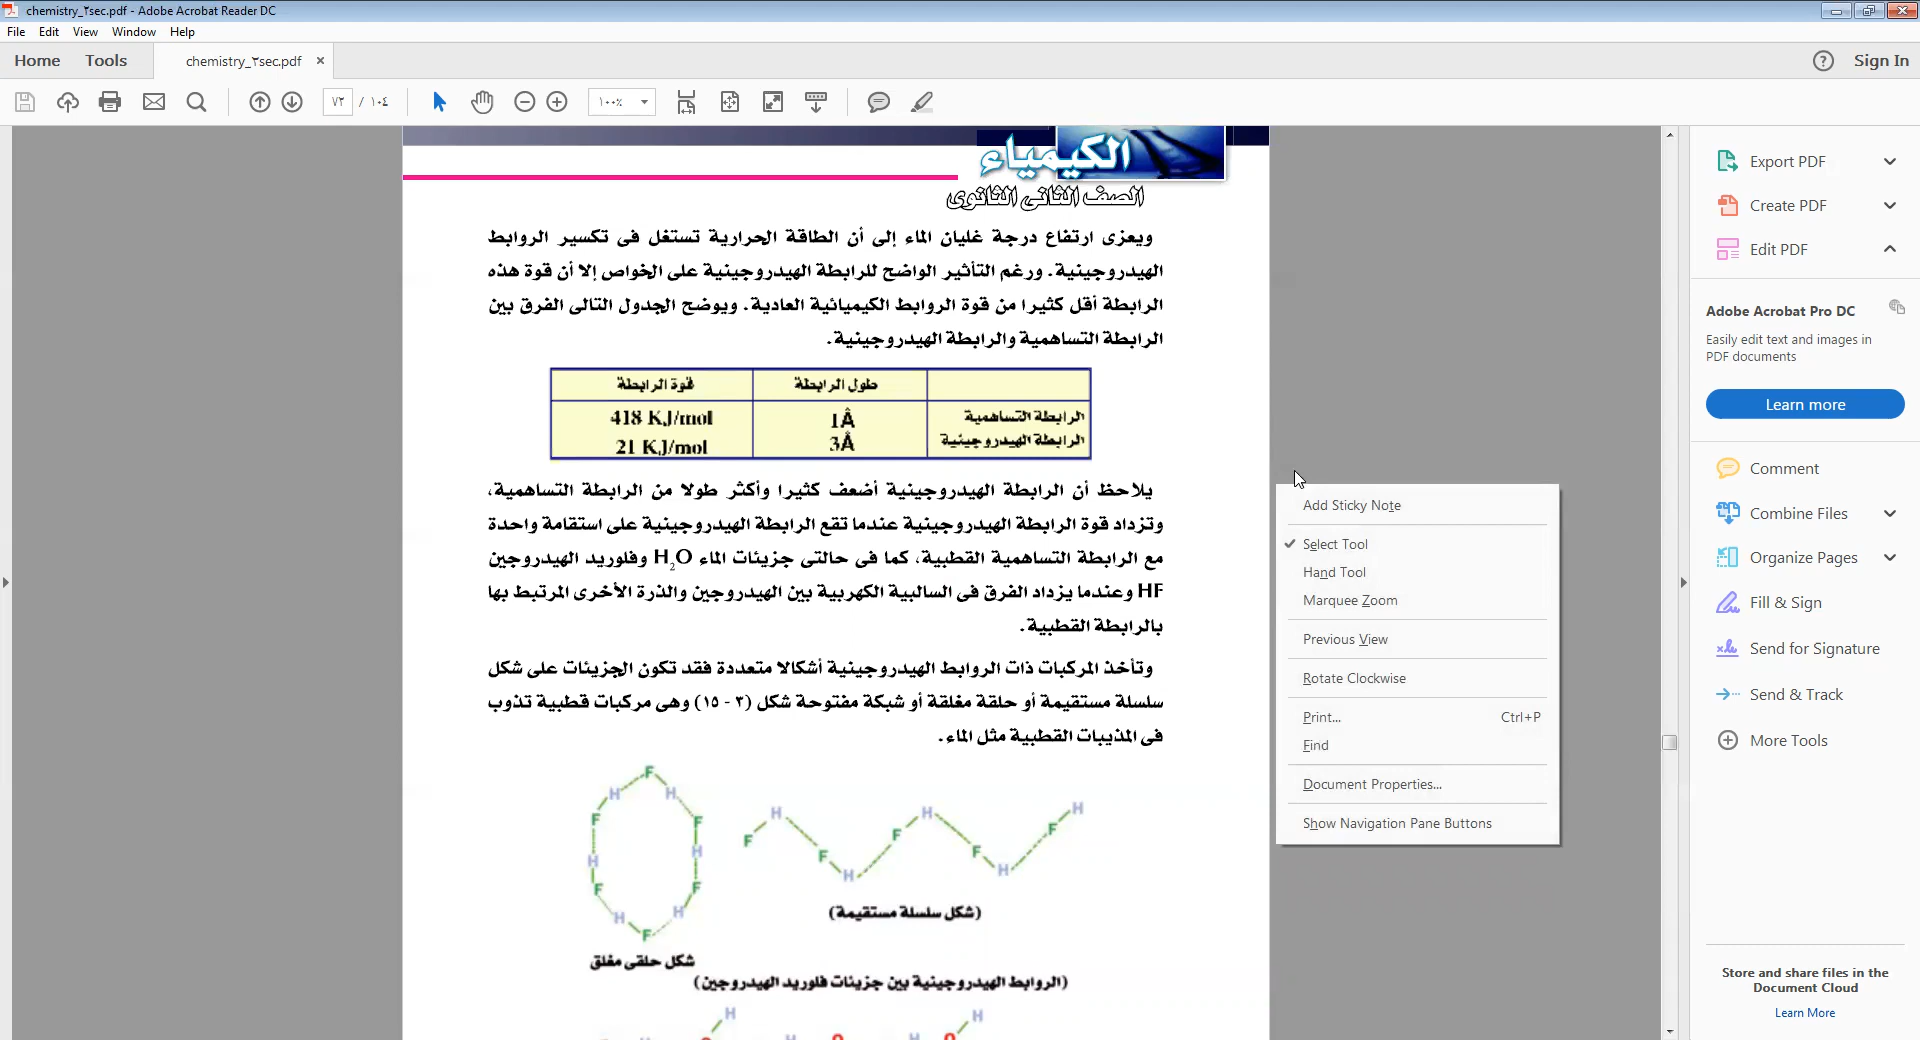 chemistry_٢sec.pdf - Adobe Acrobat Reader DC
File Edit View Window Help
Home Tools chemistry_٢sec.pdf × Sign In
٧٣ / ١٠٤ ١٠٠٪
الكيمياء
الصف الثانى الثانوى
ويعزى ارتفاع درجة غليان الماء إلى أن الطاقة الحرارية تستغل فى تكسير الروابط
الهيدروجينية. ورغم التأثير الواضح للرابطة الهيدروجينية على الخواص إلا أن قوة هذه
الرابطة أقل كثيرا من قوة الروابط الكيميائية العادية. ويوضح الجدول التالى الفرق بين
الرابطة التساهمية والرابطة الهيدروجينية.
طول الرابطة قوة الرابطة
الرابطة التساهمية 1Å 418 KJ/mol
الرابطة الهيدروجينية 3Å 21 KJ/mol
يلاحظ أن الرابطة الهيدروجينية أضعف كثيرا وأكثر طولا من الرابطة التساهمية،
وتزداد قوة الرابطة الهيدروجينية عندما تقع الرابطة الهيدروجينية على استقامة واحدة
مع الرابطة التساهمية القطبية، كما فى حالتى جزيئات الماء H₂O وفلوريد الهيدروجين
HF وعندما يزداد الفرق فى السالبية الكهربية بين الهيدروجين والذرة الأخرى المرتبط بها
بالرابطة القطبية.
وتأخذ المركبات ذات الروابط الهيدروجينية أشكالا متعددة فقد تكون الجزيئات على شكل
سلسلة مستقيمة أو حلقة مغلقة أو شبكة مفتوحة شكل (٣ - ١٥) وهى مركبات قطبية تذوب
فى المذيبات القطبية مثل الماء.
F H F H F H F H F H F H
F H F H F H F H F H
(شكل سلسلة مستقيمة)
شكل حلقى مغلق
(الروابط الهيدروجينية بين جزيئات فلوريد الهيدروجين)
H H
Add Sticky Note
Select Tool
Hand Tool
Marquee Zoom
Previous View
Rotate Clockwise
Print... Ctrl+P
Find
Document Properties...
Show Navigation Pane Buttons
Export PDF
Create PDF
Edit PDF
Adobe Acrobat Pro DC
Easily edit text and images in
PDF documents
Learn more
Comment
Combine Files
Organize Pages
Fill & Sign
Send for Signature
Send & Track
More Tools
Store and share files in the
Document Cloud
Learn More